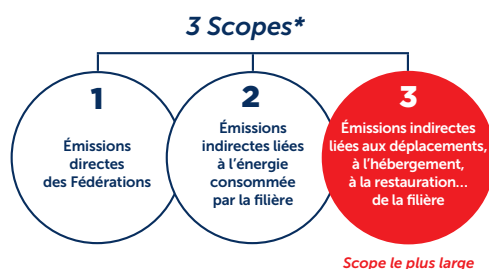 3 Scopes*
1
Émissions
directes
des Fédérations
2
Émissions
indirectes liées
à l'énergie
consommée
par la filière
3
Émissions indirectes
liées aux déplacements,
à l'hébergement,
à la restauration...
de la filière
Scope le plus large